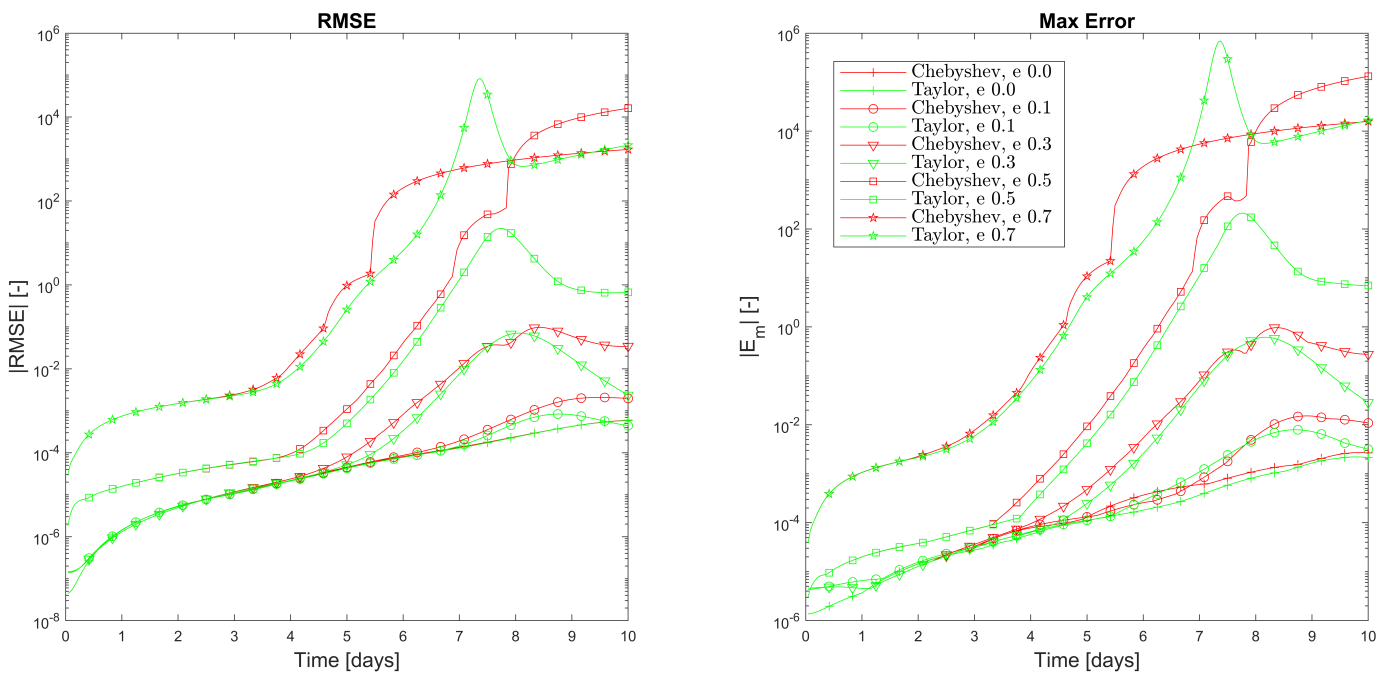 RMSE
10^6
10^4
10^2
10^0
10^-2
10^-4
10^-6
10^-8
|RMSE| [-]
0 1 2 3 4 5 6 7 8 9 10
Time [days]
Max Error
10^6
10^4
10^2
10^0
10^-2
10^-4
10^-6
|E_m| [-]
Chebyshev, e 0.0
Taylor, e 0.0
Chebyshev, e 0.1
Taylor, e 0.1
Chebyshev, e 0.3
Taylor, e 0.3
Chebyshev, e 0.5
Taylor, e 0.5
Chebyshev, e 0.7
Taylor, e 0.7
0 1 2 3 4 5 6 7 8 9 10
Time [days]